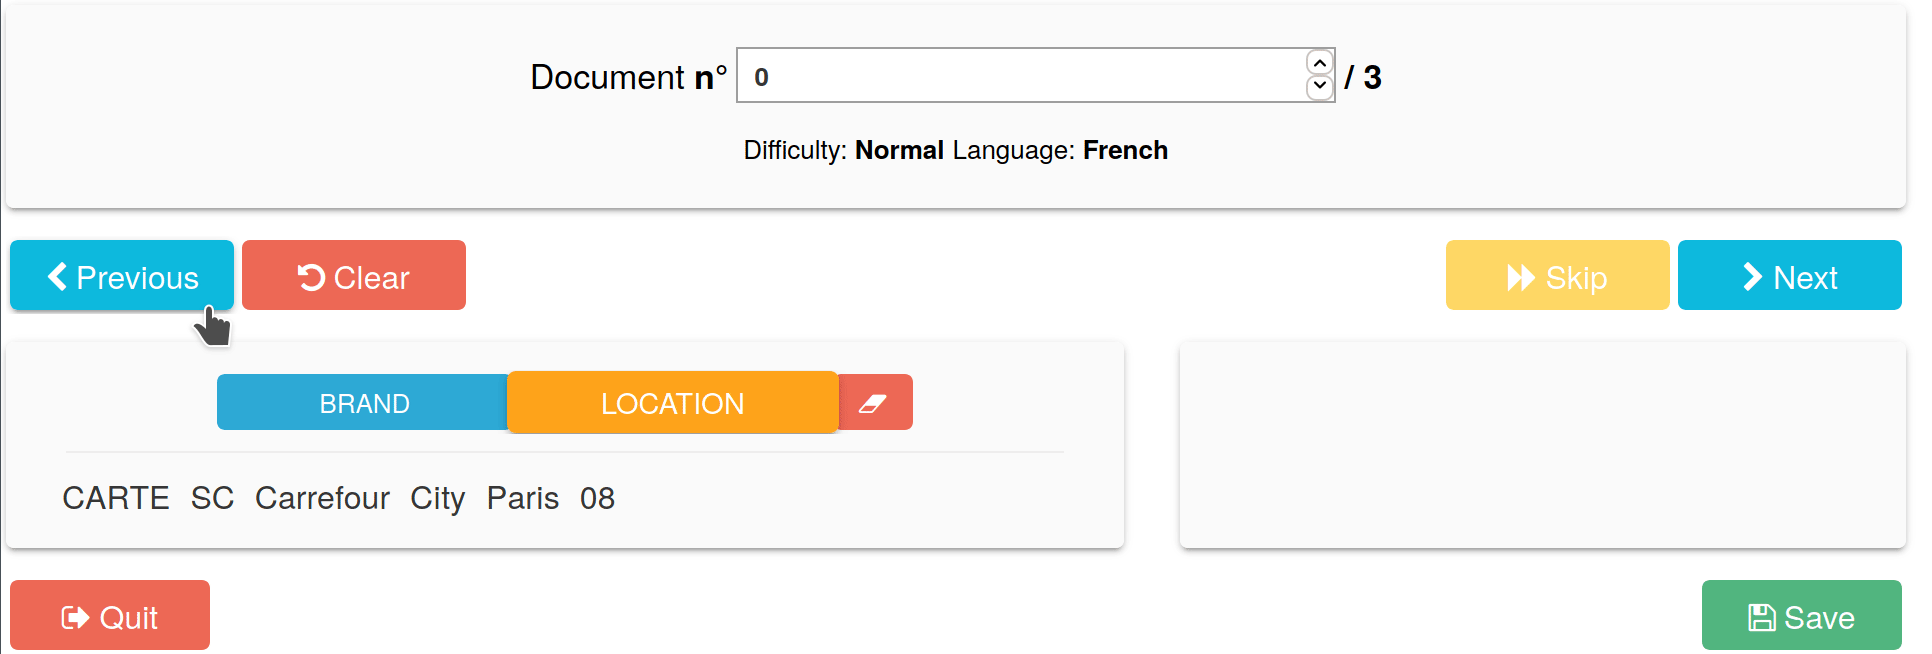 Document n° 0 / 3
Difficulty: Normal Language: French
Previous Clear Skip Next
BRAND LOCATION
CARTE SC Carrefour City Paris 08
Quit Save